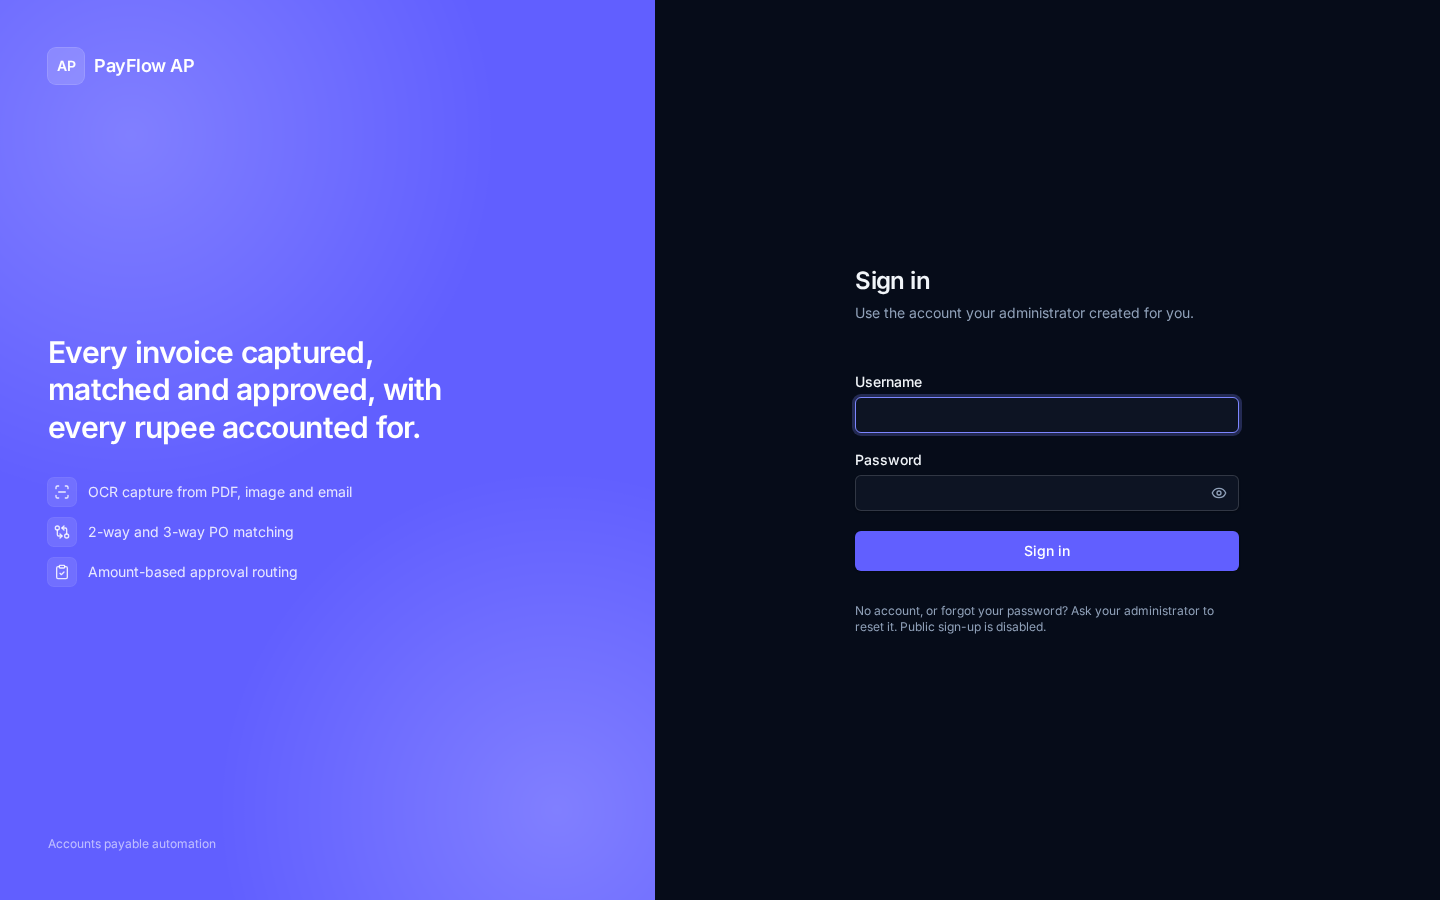 AP PayFlow AP
Every invoice captured,
matched and approved, with
every rupee accounted for.
OCR capture from PDF, image and email
2-way and 3-way PO matching
Amount-based approval routing
Accounts payable automation
Sign in
Use the account your administrator created for you.
Username
Password
Sign in
No account, or forgot your password? Ask your administrator to
reset it. Public sign-up is disabled.